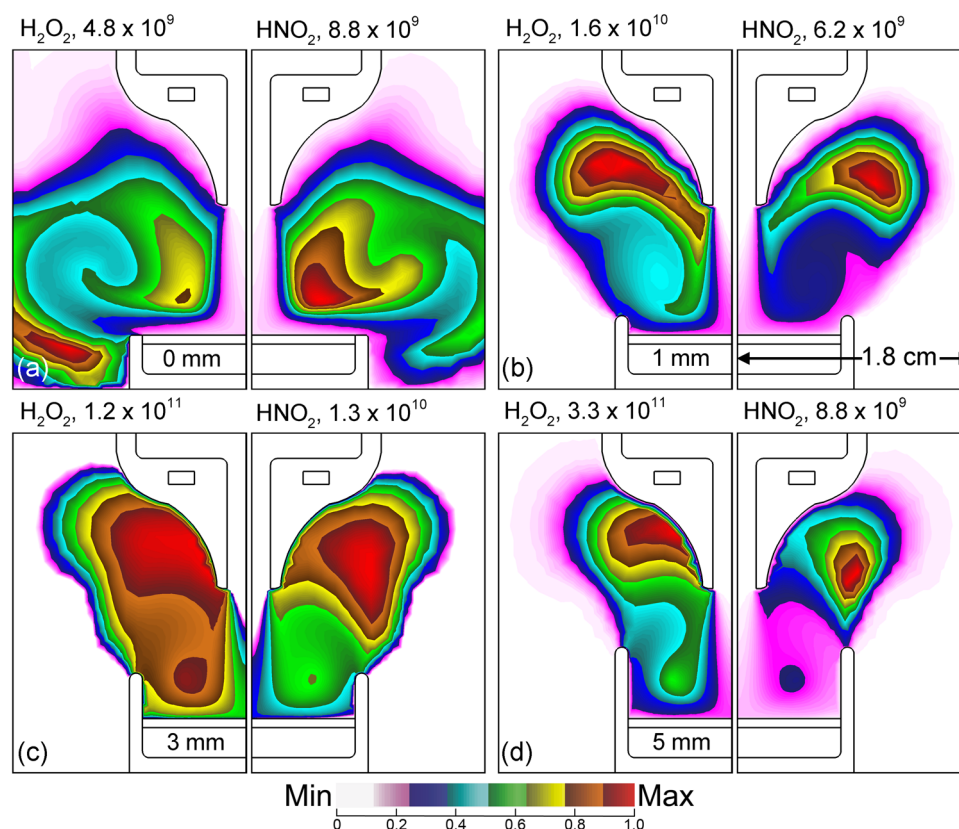 H₂O₂, 4.8 x 10⁹ HNO₂, 8.8 x 10⁹ H₂O₂, 1.6 x 10¹⁰ HNO₂, 6.2 x 10⁹
(a) 0 mm (b) 1 mm 1.8 cm
H₂O₂, 1.2 x 10¹¹ HNO₂, 1.3 x 10¹⁰ H₂O₂, 3.3 x 10¹¹ HNO₂, 8.8 x 10⁹
(c) 3 mm (d) 5 mm
Min Max
0 0.2 0.4 0.6 0.8 1.0